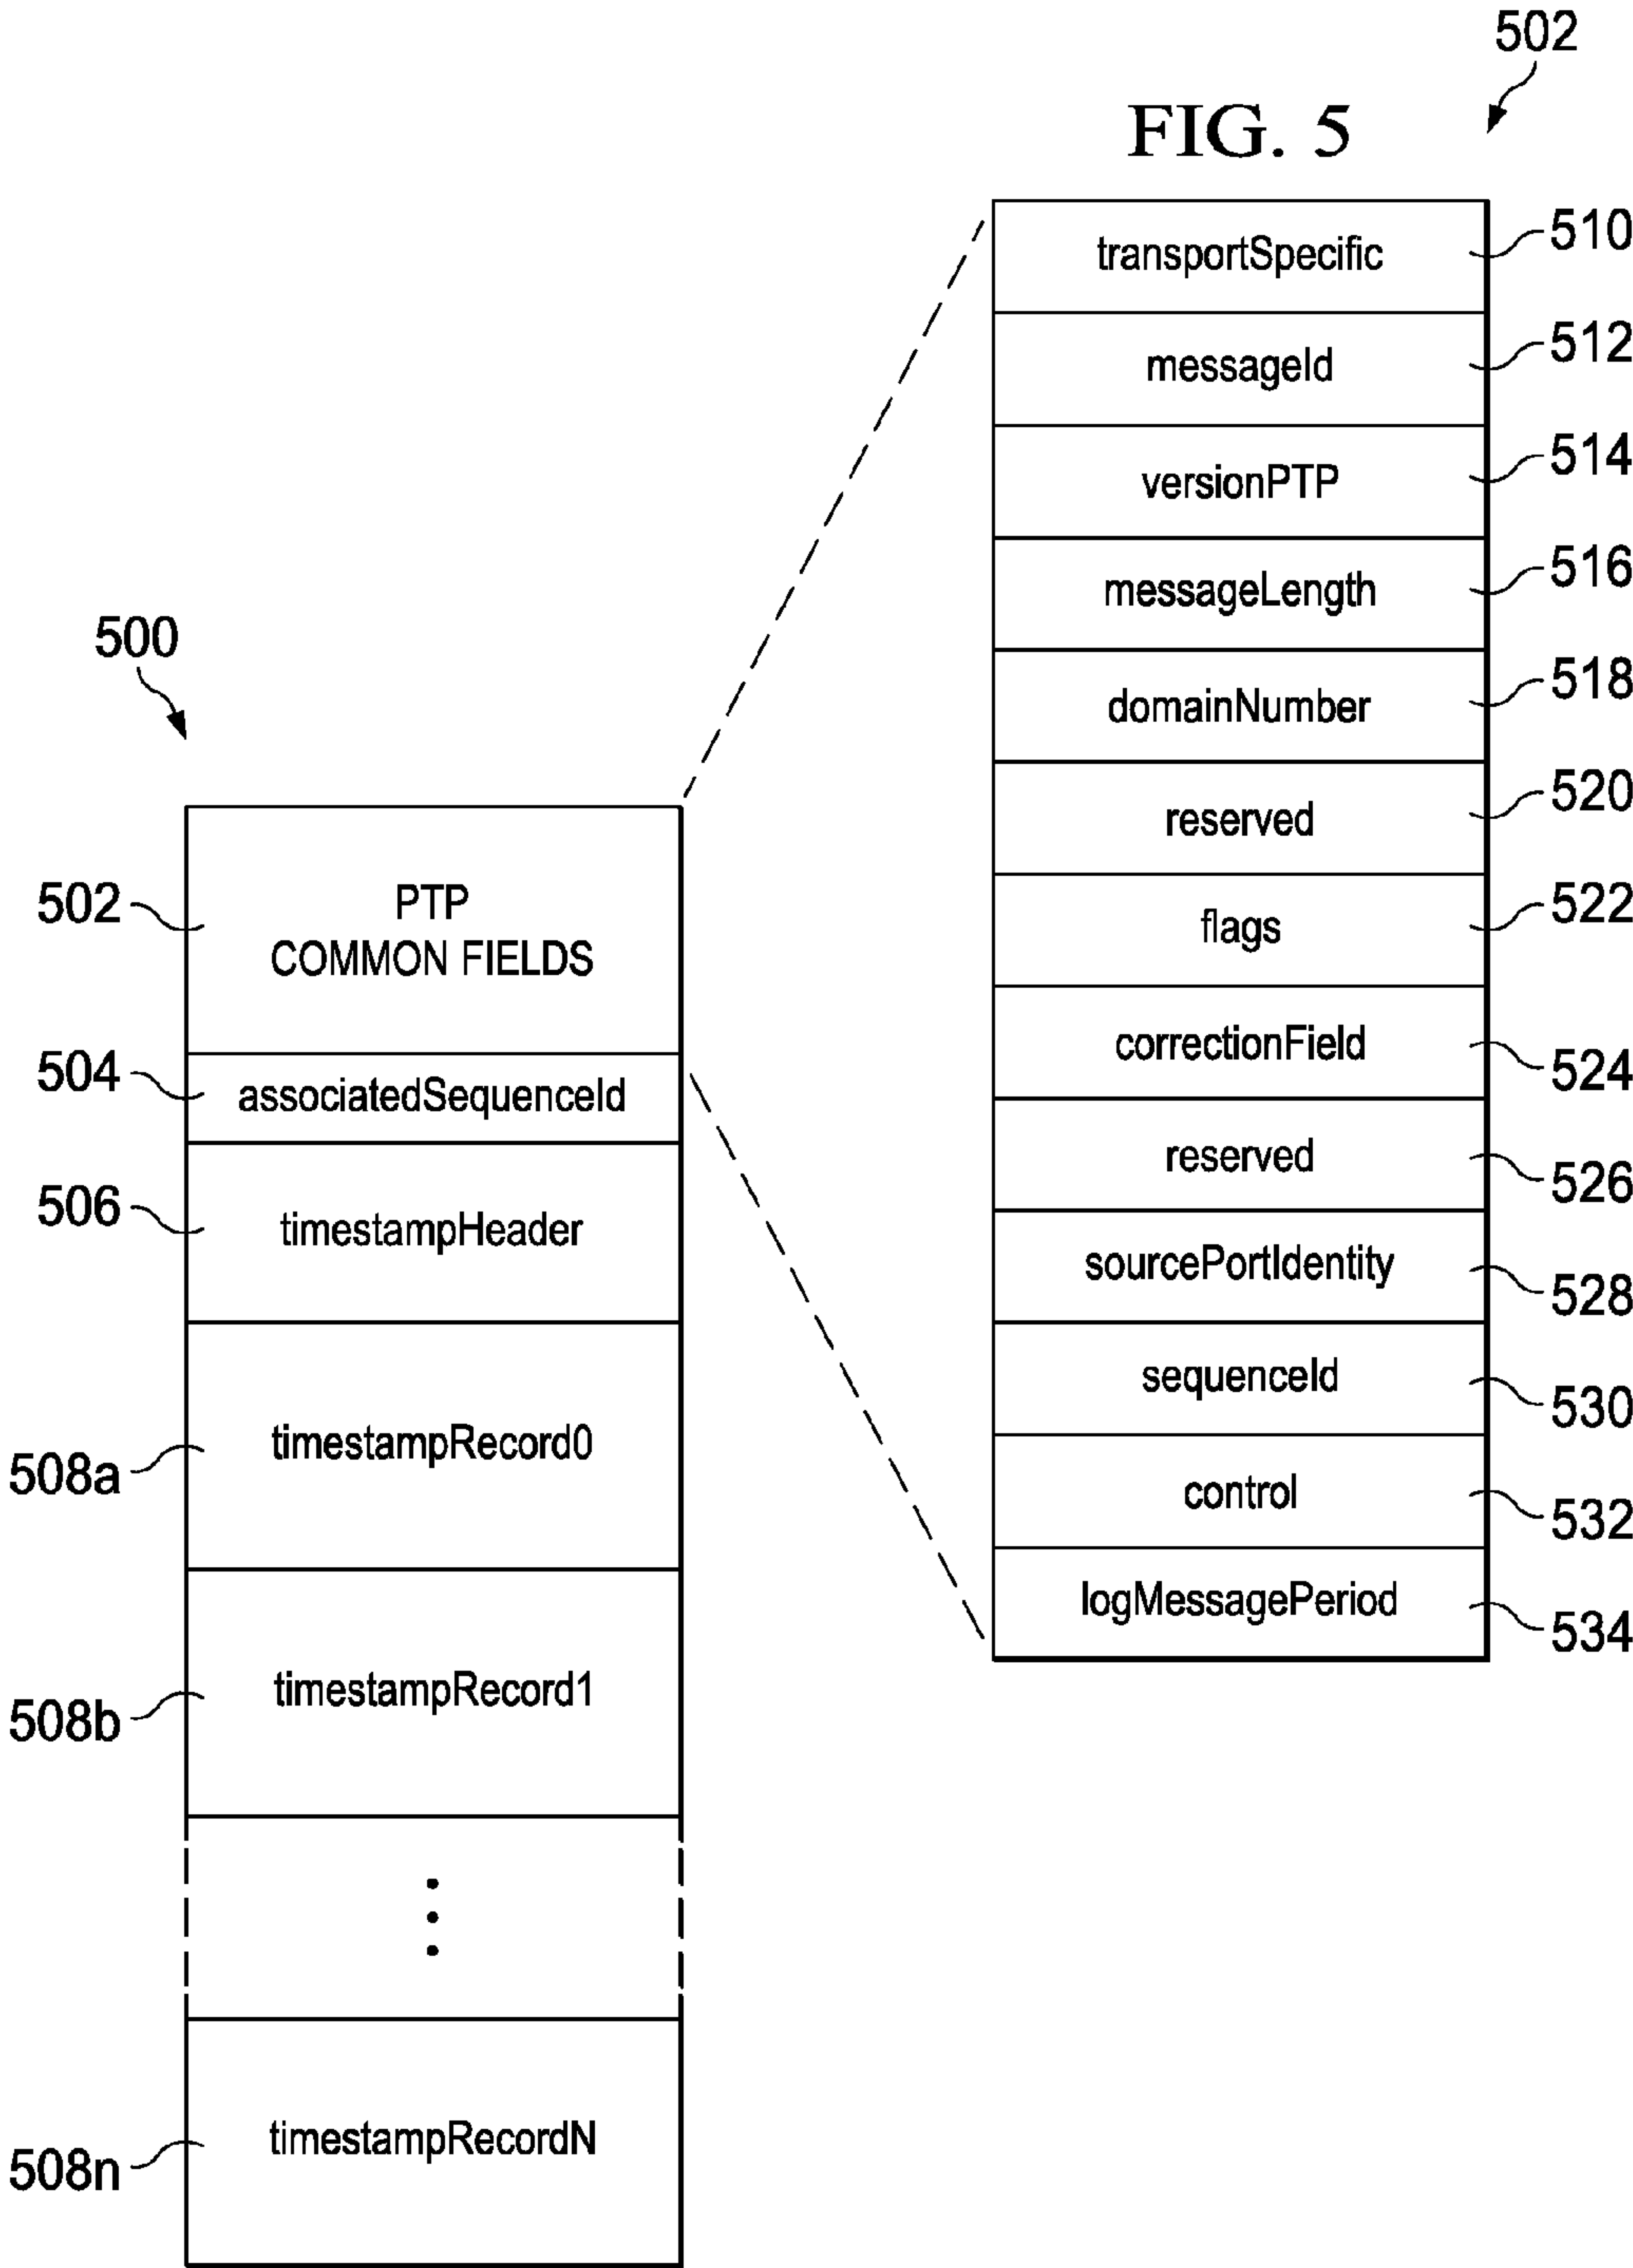 502
FIG. 5
transportSpecific 510
messageId 512
versionPTP 514
messageLength 516
domainNumber 518
reserved 520
flags 522
correctionField 524
reserved 526
sourcePortIdentity 528
sequenceId 530
control 532
logMessagePeriod 534
500
502 PTP
COMMON FIELDS
504 associatedSequenceId
506 timestampHeader
508a timestampRecord0
508b timestampRecord1
508n timestampRecordN